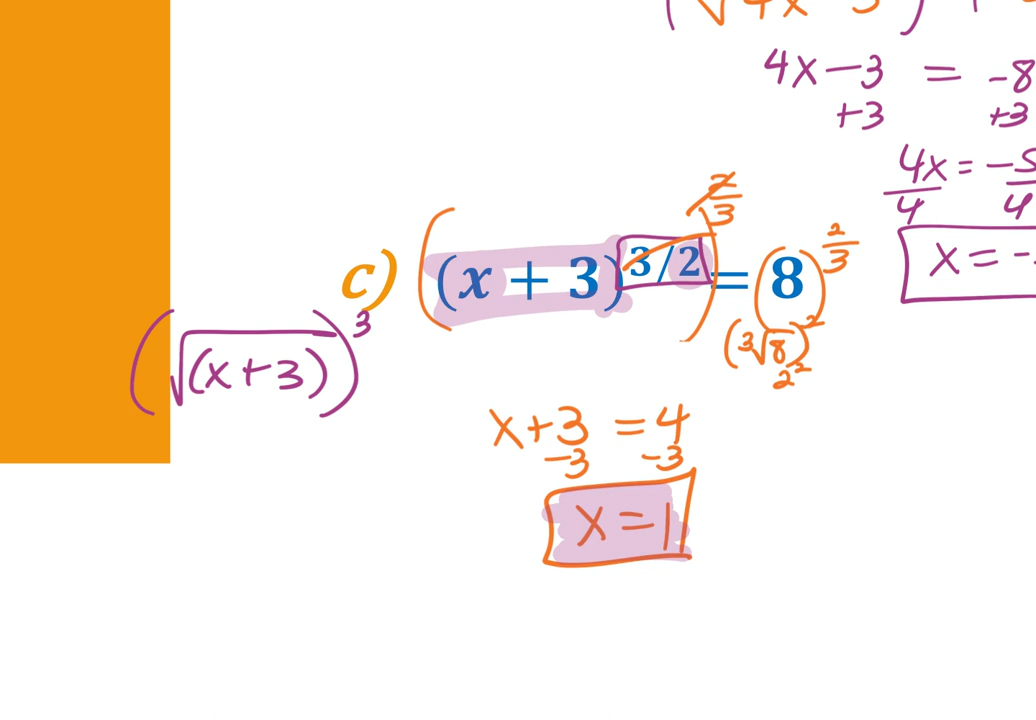 4x-3 = -8
+3 +3
4x = -5
4 4
x = -
c) ((x + 3)^{3/2})^{2/3} = (8)^{2/3}
(√(x+3))^3
(∛8)^2
2^2
x+3 = 4
-3 -3
x = 1